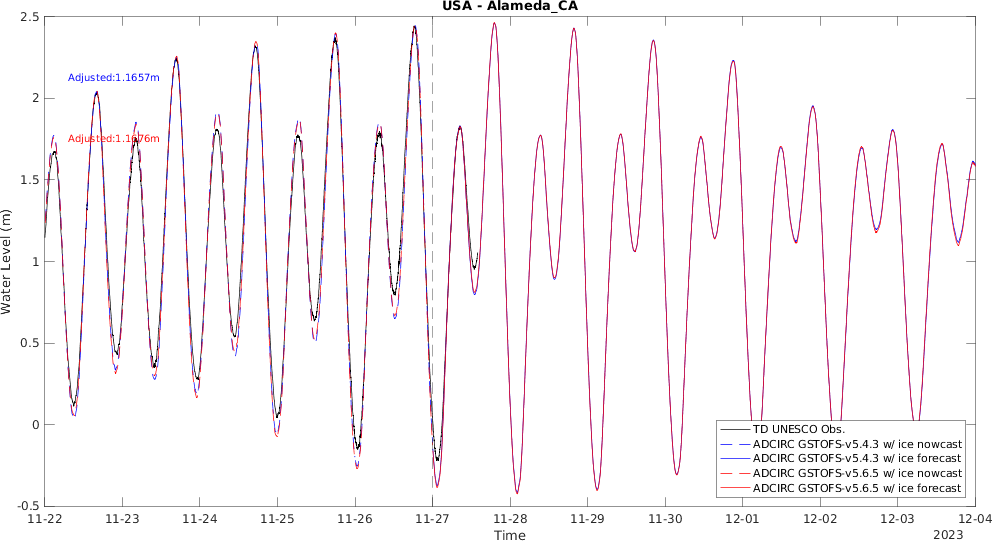 USA - Alameda_CA
2.5
2
1.5
1
0.5
0
-0.5
Water Level (m)
Adjusted:1.1657m
Adjusted:1.1676m
TD UNESCO Obs.
ADCIRC GSTOFS-v5.4.3 w/ ice nowcast
ADCIRC GSTOFS-v5.4.3 w/ ice forecast
ADCIRC GSTOFS-v5.6.5 w/ ice nowcast
ADCIRC GSTOFS-v5.6.5 w/ ice forecast
11-22 11-23 11-24 11-25 11-26 11-27 11-28 11-29 11-30 12-01 12-02 12-03 12-04
Time
2023